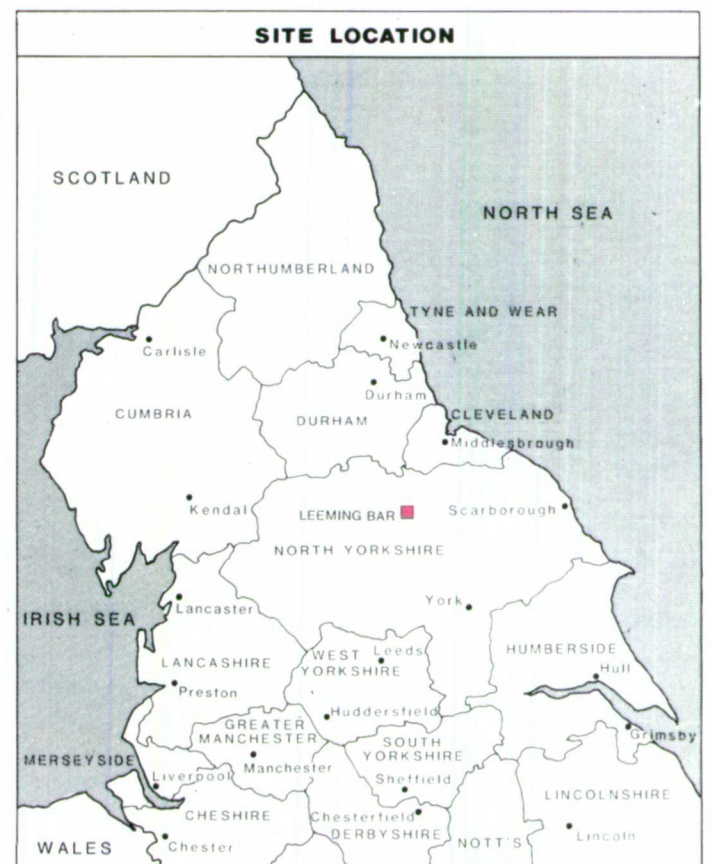 SITE LOCATION
SCOTLAND
NORTH SEA
NORTHUMBERLAND
TYNE AND WEAR
Newcastle
Carlisle
Durham
CUMBRIA
DURHAM
CLEVELAND
Middlesbrough
Kendal
LEEMING BAR
Scarborough
NORTH YORKSHIRE
York
Lancaster
IRISH SEA
HUMBERSIDE
WEST
YORKSHIRE
Leeds
LANCASHIRE
Hull
Preston
Huddersfield
GREATER
MANCHESTER
Grimsby
SOUTH
YORKSHIRE
MERSEYSIDE
Manchester
Liverpool
Sheffield
LINCOLNSHIRE
CHESHIRE
Chesterfield
DERBYSHIRE
NOTT'S
Lincoln
WALES
Chester